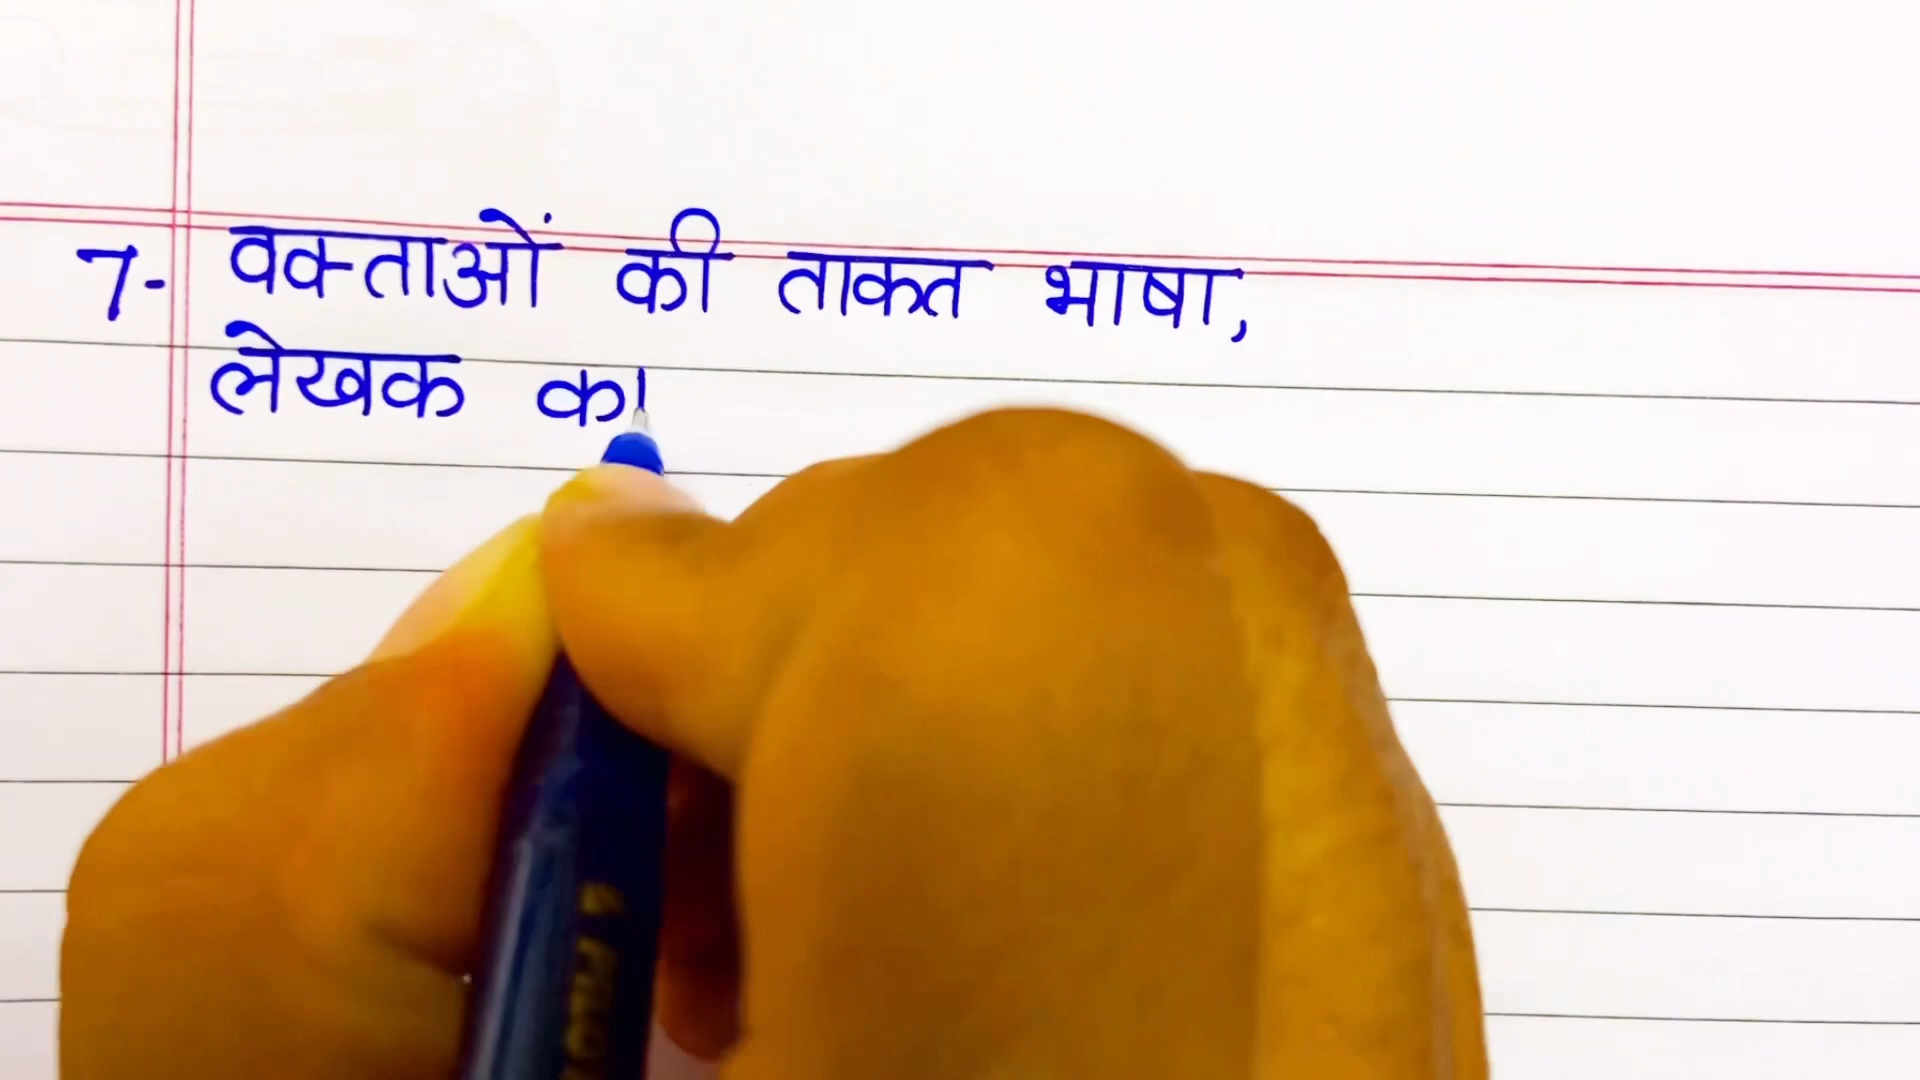 7- वक्ताओं की ताकत भाषा,
लेखक का